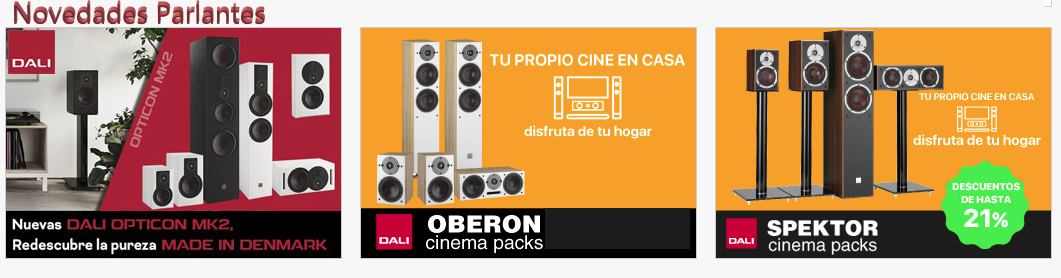 Novedades Parlantes
DALI
OPTICON MK2
Nuevas DALI OPTICON MK2,
Redescubre la pureza MADE IN DENMARK
TU PROPIO CINE EN CASA
disfruta de tu hogar
DALI
OBERON
cinema packs
TU PROPIO CINE EN CASA
disfruta de tu hogar
DESCUENTOS
DE HASTA
21%
DALI
SPEKTOR
cinema packs